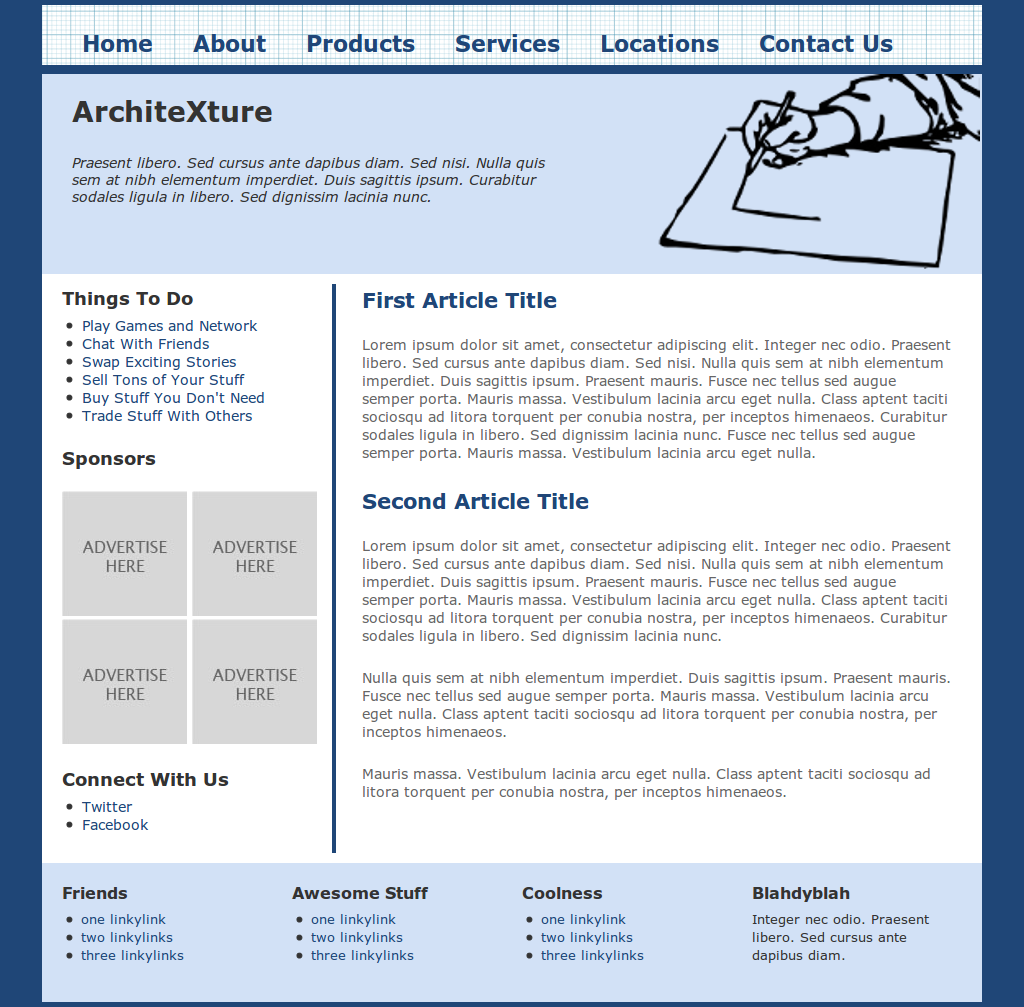 Home About Products Services Locations Contact Us
ArchiteXture
Praesent libero. Sed cursus ante dapibus diam. Sed nisi. Nulla quis
sem at nibh elementum imperdiet. Duis sagittis ipsum. Curabitur
sodales ligula in libero. Sed dignissim lacinia nunc.
Things To Do
Play Games and Network
Chat With Friends
Swap Exciting Stories
Sell Tons of Your Stuff
Buy Stuff You Don't Need
Trade Stuff With Others
Sponsors
ADVERTISE
HERE
ADVERTISE
HERE
ADVERTISE
HERE
ADVERTISE
HERE
Connect With Us
Twitter
Facebook
First Article Title
Lorem ipsum dolor sit amet, consectetur adipiscing elit. Integer nec odio. Praesent
libero. Sed cursus ante dapibus diam. Sed nisi. Nulla quis sem at nibh elementum
imperdiet. Duis sagittis ipsum. Praesent mauris. Fusce nec tellus sed augue
semper porta. Mauris massa. Vestibulum lacinia arcu eget nulla. Class aptent taciti
sociosqu ad litora torquent per conubia nostra, per inceptos himenaeos. Curabitur
sodales ligula in libero. Sed dignissim lacinia nunc. Fusce nec tellus sed augue
semper porta. Mauris massa. Vestibulum lacinia arcu eget nulla.
Second Article Title
Lorem ipsum dolor sit amet, consectetur adipiscing elit. Integer nec odio. Praesent
libero. Sed cursus ante dapibus diam. Sed nisi. Nulla quis sem at nibh elementum
imperdiet. Duis sagittis ipsum. Praesent mauris. Fusce nec tellus sed augue
semper porta. Mauris massa. Vestibulum lacinia arcu eget nulla. Class aptent taciti
sociosqu ad litora torquent per conubia nostra, per inceptos himenaeos. Curabitur
sodales ligula in libero. Sed dignissim lacinia nunc.
Nulla quis sem at nibh elementum imperdiet. Duis sagittis ipsum. Praesent mauris.
Fusce nec tellus sed augue semper porta. Mauris massa. Vestibulum lacinia arcu
eget nulla. Class aptent taciti sociosqu ad litora torquent per conubia nostra, per
inceptos himenaeos.
Mauris massa. Vestibulum lacinia arcu eget nulla. Class aptent taciti sociosqu ad
litora torquent per conubia nostra, per inceptos himenaeos.
Friends
one linkylink
two linkylinks
three linkylinks
Awesome Stuff
one linkylink
two linkylinks
three linkylinks
Coolness
one linkylink
two linkylinks
three linkylinks
Blahdyblah
Integer nec odio. Praesent
libero. Sed cursus ante
dapibus diam.